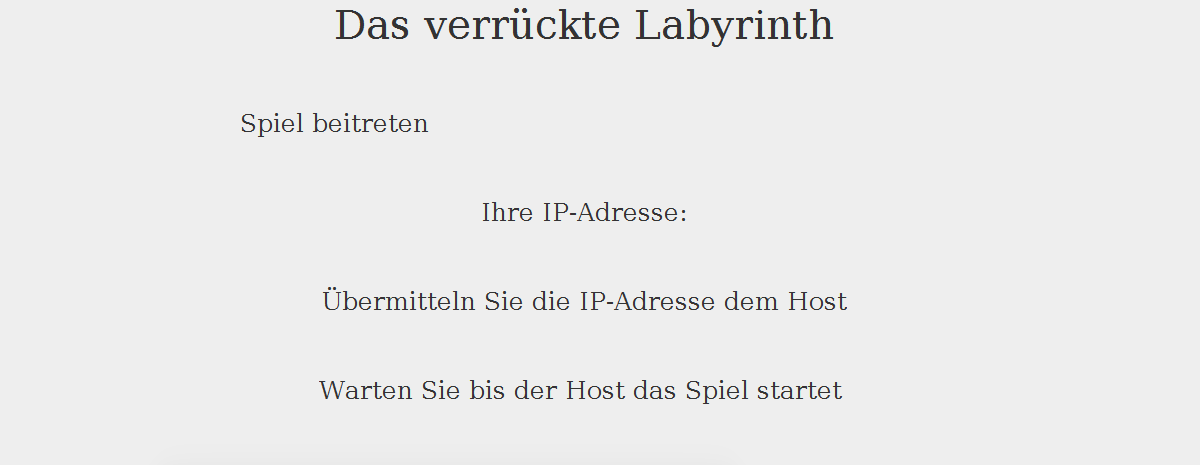 Das verrückte Labyrinth
Spiel beitreten
Ihre IP-Adresse:
Übermitteln Sie die IP-Adresse dem Host
Warten Sie bis der Host das Spiel startet